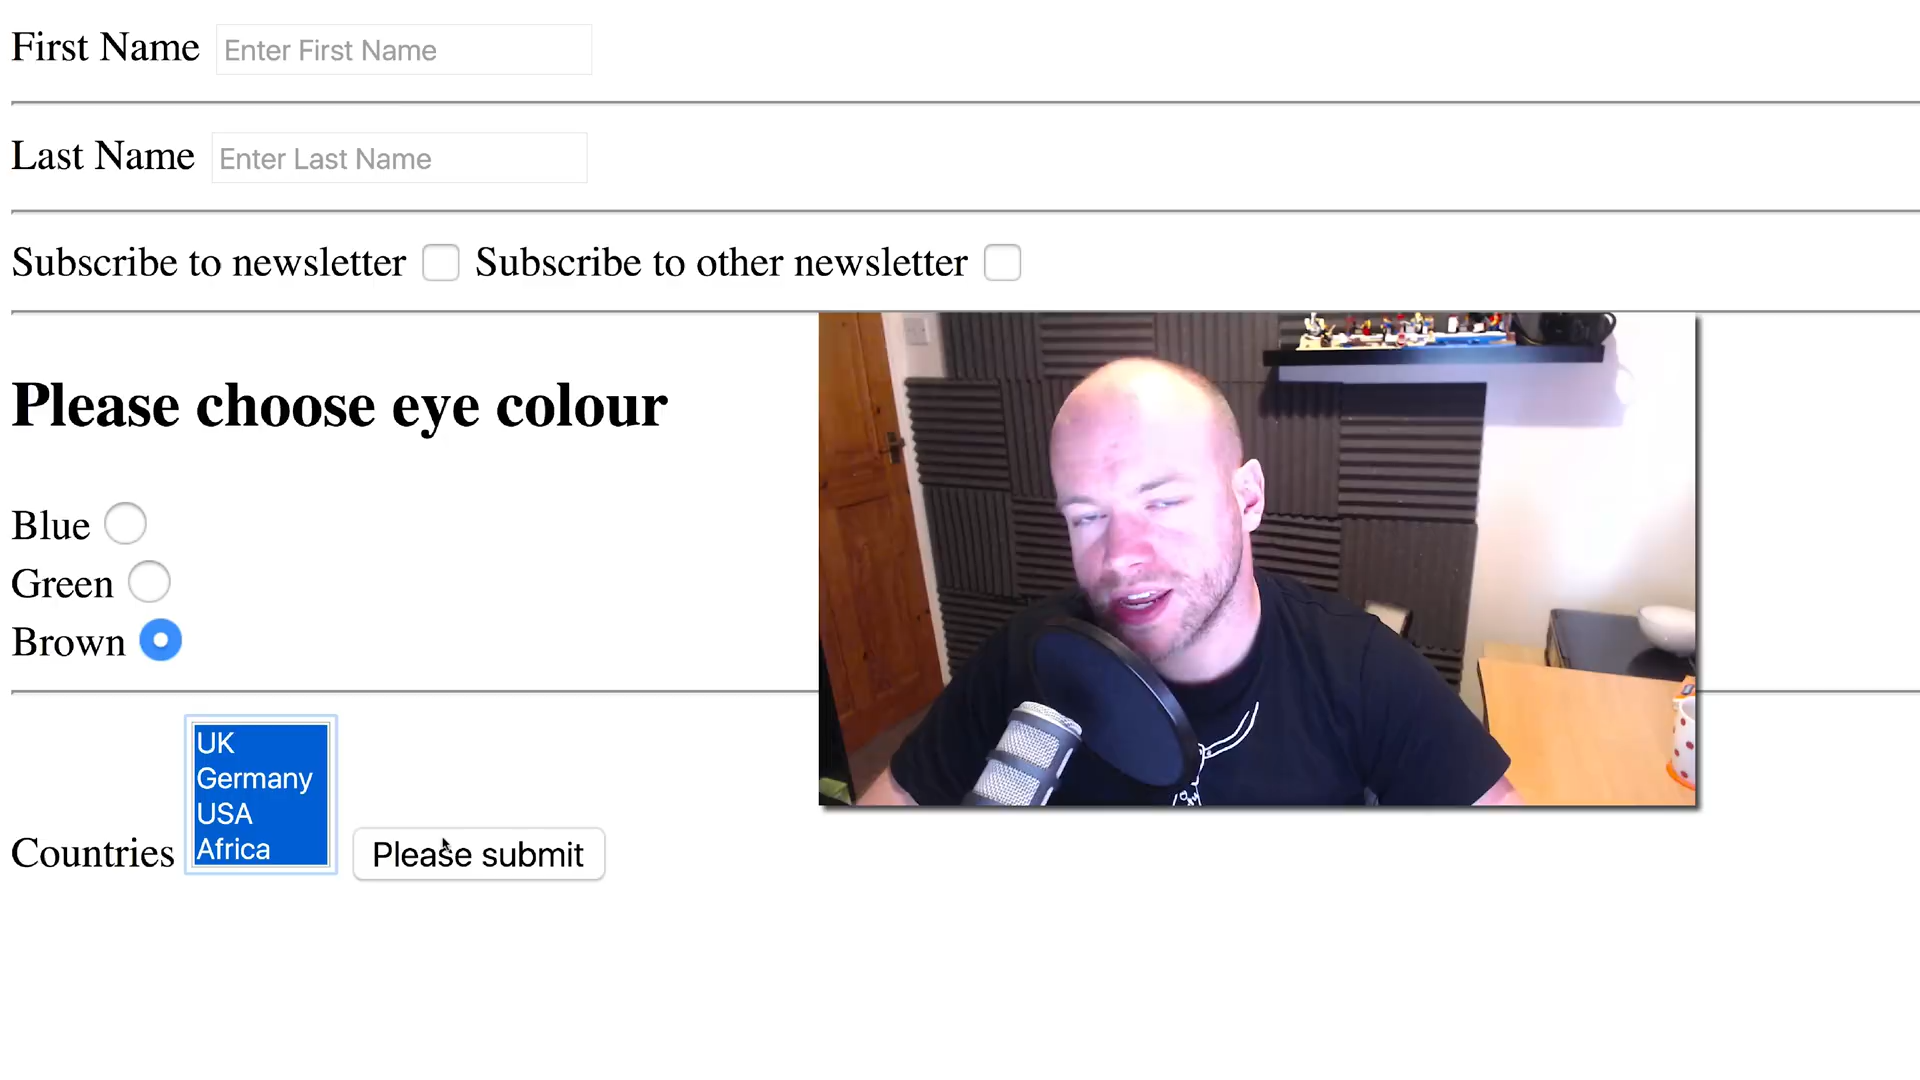 First Name Enter First Name
Last Name Enter Last Name
Subscribe to newsletter Subscribe to other newsletter
Please choose eye colour
Blue
Green
Brown
UK
Germany
USA
Africa
Countries
Please submit